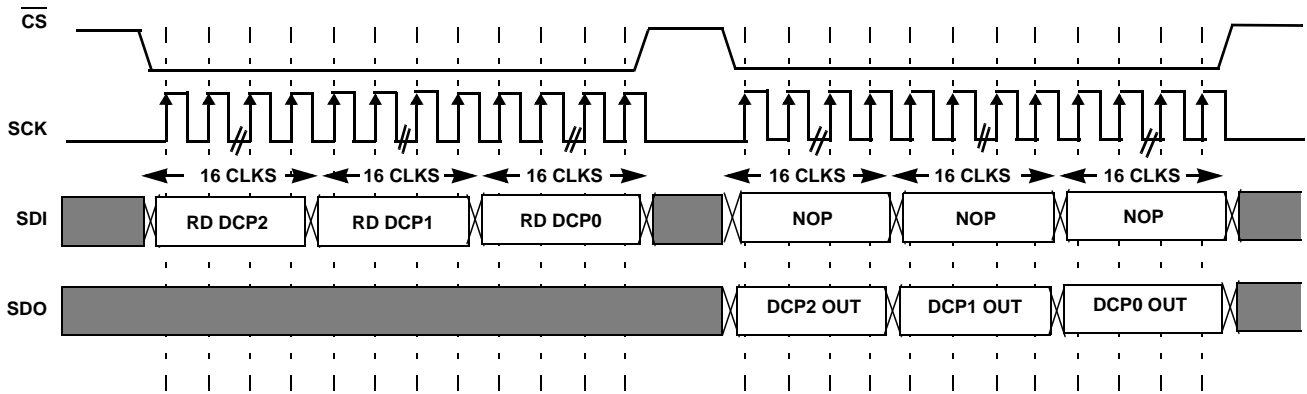 CS
SCK
16 CLKS 16 CLKS 16 CLKS 16 CLKS 16 CLKS 16 CLKS
SDI RD DCP2 RD DCP1 RD DCP0 NOP NOP NOP
SDO DCP2 OUT DCP1 OUT DCP0 OUT